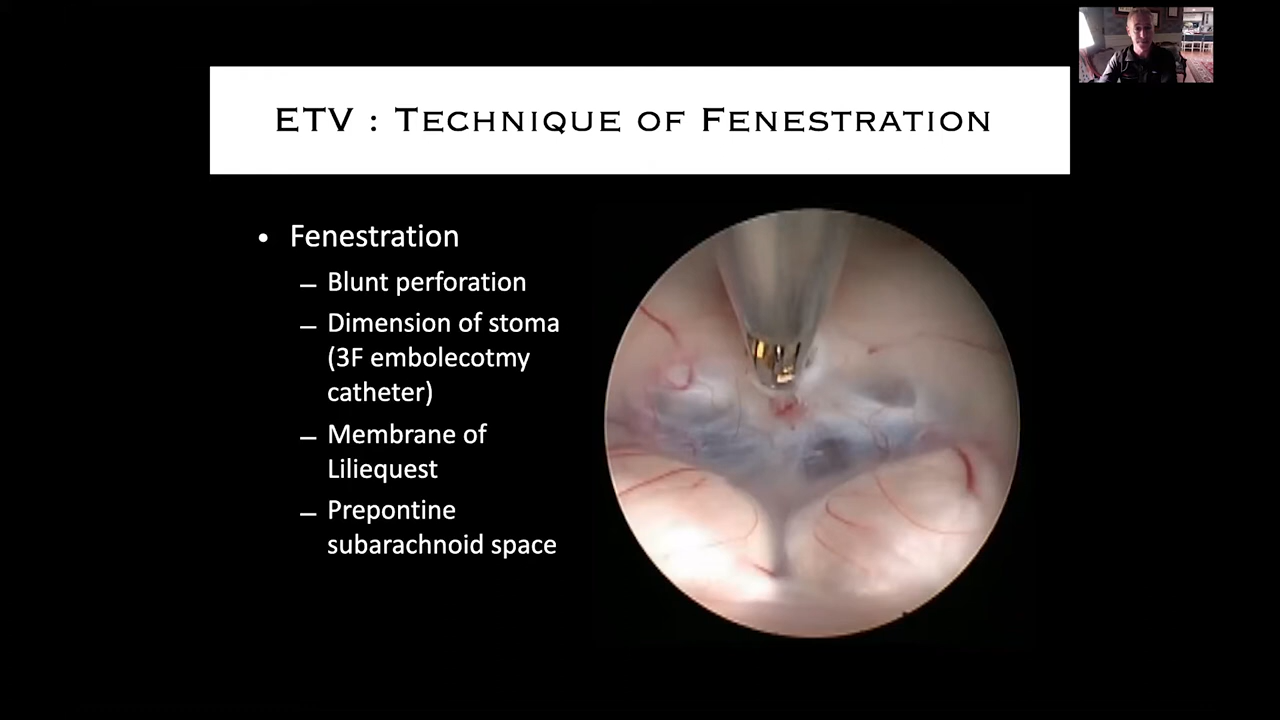 ETV : TECHNIQUE OF FENESTRATION
• Fenestration
– Blunt perforation
– Dimension of stoma
(3F embolecotmy
catheter)
– Membrane of
Liliequest
– Prepontine
subarachnoid space